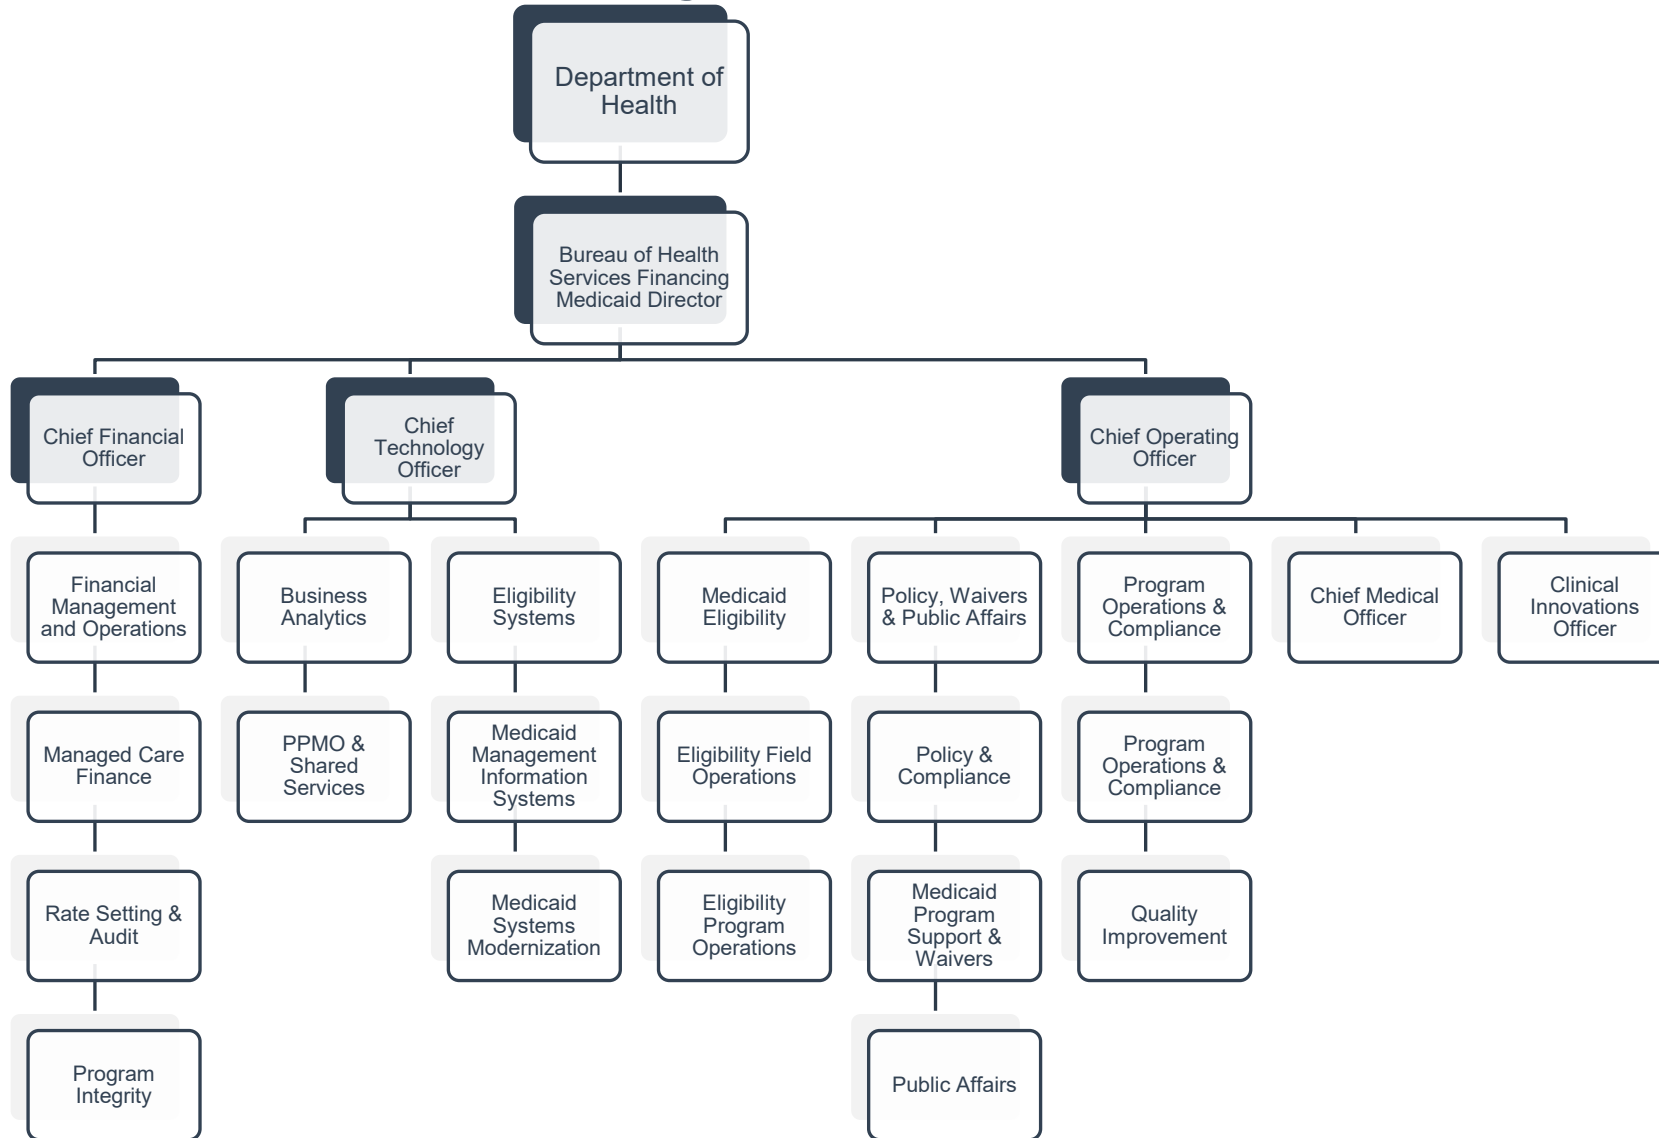 Department of
Health
Bureau of Health
Services Financing
Medicaid Director
Chief Financial
Officer
Chief
Technology
Officer
Chief Operating
Officer
Financial
Management
and Operations
Business
Analytics
Eligibility
Systems
Medicaid
Eligibility
Policy, Waivers
& Public Affairs
Program
Operations &
Compliance
Chief Medical
Officer
Clinical
Innovations
Officer
Managed Care
Finance
PPMO &
Shared
Services
Medicaid
Management
Information
Systems
Eligibility Field
Operations
Policy &
Compliance
Program
Operations &
Compliance
Rate Setting &
Audit
Medicaid
Systems
Modernization
Eligibility
Program
Operations
Medicaid
Program
Support &
Waivers
Quality
Improvement
Program
Integrity
Public Affairs